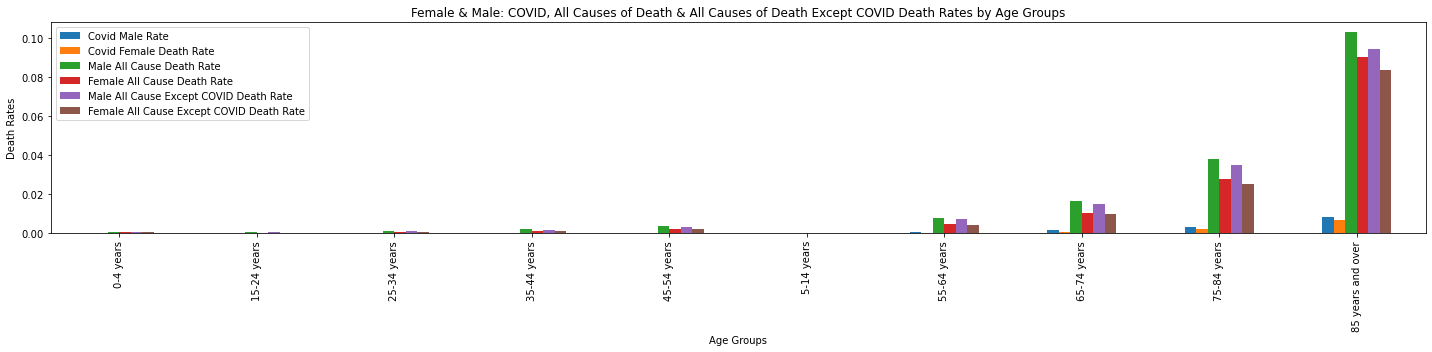 Female & Male: COVID, All Causes of Death & All Causes of Death Except COVID Death Rates by Age Groups
Covid Male Rate
Covid Female Death Rate
Male All Cause Death Rate
Female All Cause Death Rate
Male All Cause Except COVID Death Rate
Female All Cause Except COVID Death Rate
Death Rates
0.10
0.08
0.06
0.04
0.02
0.00
0-4 years
15-24 years
25-34 years
35-44 years
45-54 years
5-14 years
55-64 years
65-74 years
75-84 years
85 years and over
Age Groups